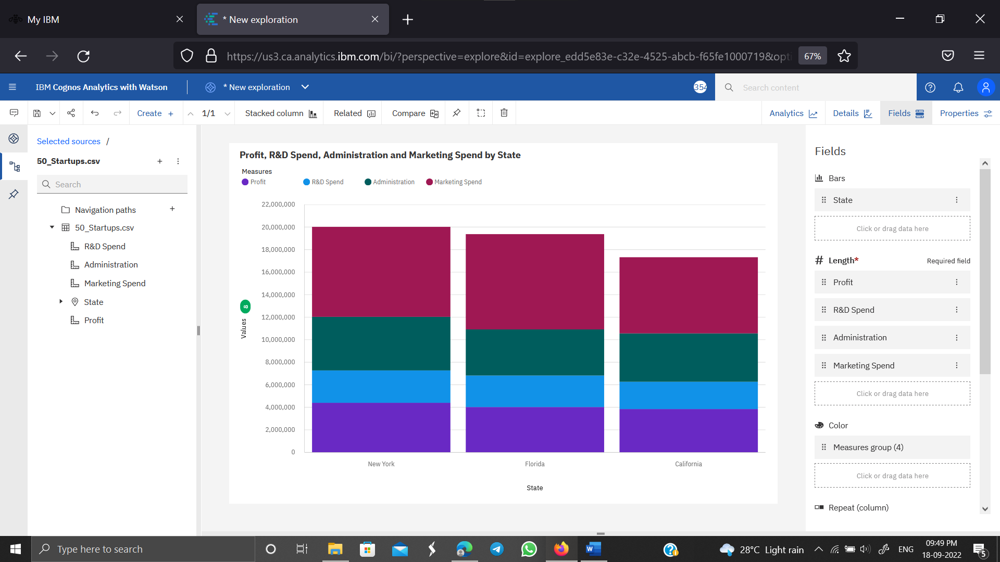 My IBM
* New exploration
https://us3.ca.analytics.ibm.com/bi/?perspective=explore&id=explore_edd5e83e-c32e-4525-abcb-f65fe1000719&opti
67%
IBM Cognos Analytics with Watson
* New exploration
354
Search content
Create +
1/1
Stacked column
Related
Compare
Analytics
Details
Fields
Properties
Selected sources /
50_Startups.csv
Search
Navigation paths
50_Startups.csv
R&D Spend
Administration
Marketing Spend
State
Profit
Profit, R&D Spend, Administration and Marketing Spend by State
Measures
Profit R&D Spend Administration Marketing Spend
22,000,000
20,000,000
18,000,000
16,000,000
14,000,000
12,000,000
10,000,000
8,000,000
6,000,000
4,000,000
2,000,000
0
Values
8
New York Florida California
State
Fields
Bars
State
Click or drag data here
# Length* Required field
Profit
R&D Spend
Administration
Marketing Spend
Click or drag data here
Color
Measures group (4)
Click or drag data here
Repeat (column)
Type here to search
W
28°C Light rain
ENG
09:49 PM
18-09-2022
5